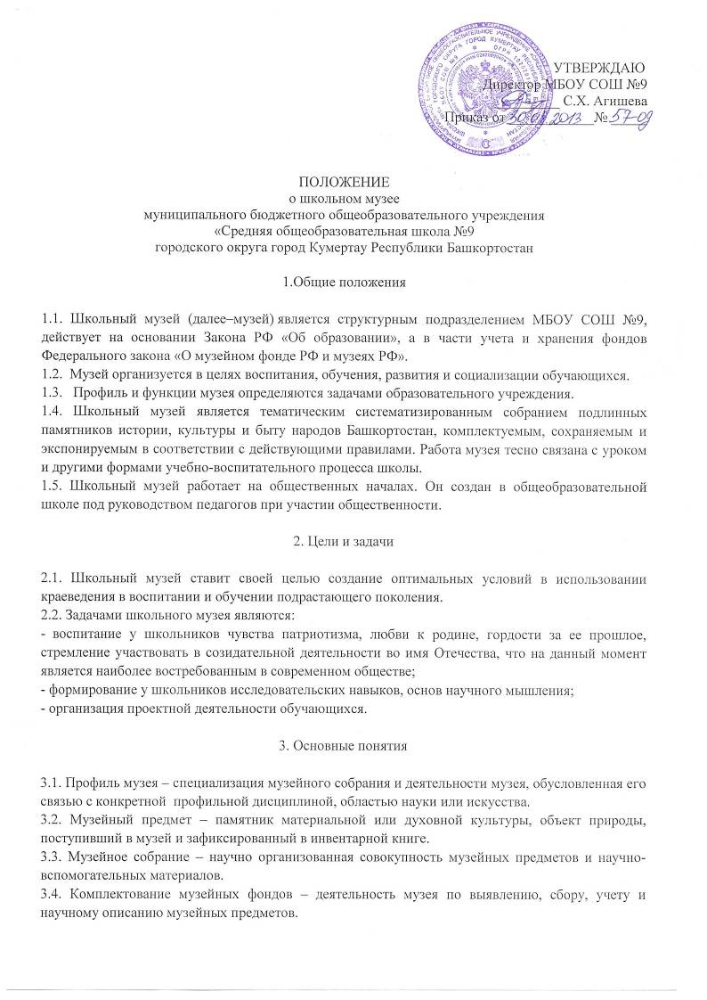 УТВЕРЖДАЮ
Директор МБОУ СОШ №9
С.Х. Агишева
Приказ от 30.08.2013 № 57-од
ПОЛОЖЕНИЕ
о школьном музее
муниципального бюджетного общеобразовательного учреждения
«Средняя общеобразовательная школа №9
городского округа город Кумертау Республики Башкортостан
1.Общие положения
1.1. Школьный музей (далее–музей) является структурным подразделением МБОУ СОШ №9,
действует на основании Закона РФ «Об образовании», а в части учета и хранения фондов
Федерального закона «О музейном фонде РФ и музеях РФ».
1.2. Музей организуется в целях воспитания, обучения, развития и социализации обучающихся.
1.3. Профиль и функции музея определяются задачами образовательного учреждения.
1.4. Школьный музей является тематическим систематизированным собранием подлинных
памятников истории, культуры и быту народов Башкортостан, комплектуемым, сохраняемым и
экспонируемым в соответствии с действующими правилами. Работа музея тесно связана с уроком
и другими формами учебно-воспитательного процесса школы.
1.5. Школьный музей работает на общественных началах. Он создан в общеобразовательной
школе под руководством педагогов при участии общественности.
2. Цели и задачи
2.1. Школьный музей ставит своей целью создание оптимальных условий в использовании
краеведения в воспитании и обучении подрастающего поколения.
2.2. Задачами школьного музея являются:
- воспитание у школьников чувства патриотизма, любви к родине, гордости за ее прошлое,
стремление участвовать в созидательной деятельности во имя Отечества, что на данный момент
является наиболее востребованным в современном обществе;
- формирование у школьников исследовательских навыков, основ научного мышления;
- организация проектной деятельности обучающихся.
3. Основные понятия
3.1. Профиль музея – специализация музейного собрания и деятельности музея, обусловленная его
связью с конкретной профильной дисциплиной, областью науки или искусства.
3.2. Музейный предмет – памятник материальной или духовной культуры, объект природы,
поступивший в музей и зафиксированный в инвентарной книге.
3.3. Музейное собрание – научно организованная совокупность музейных предметов и научно-
вспомогательных материалов.
3.4. Комплектование музейных фондов – деятельность музея по выявлению, сбору, учету и
научному описанию музейных предметов.